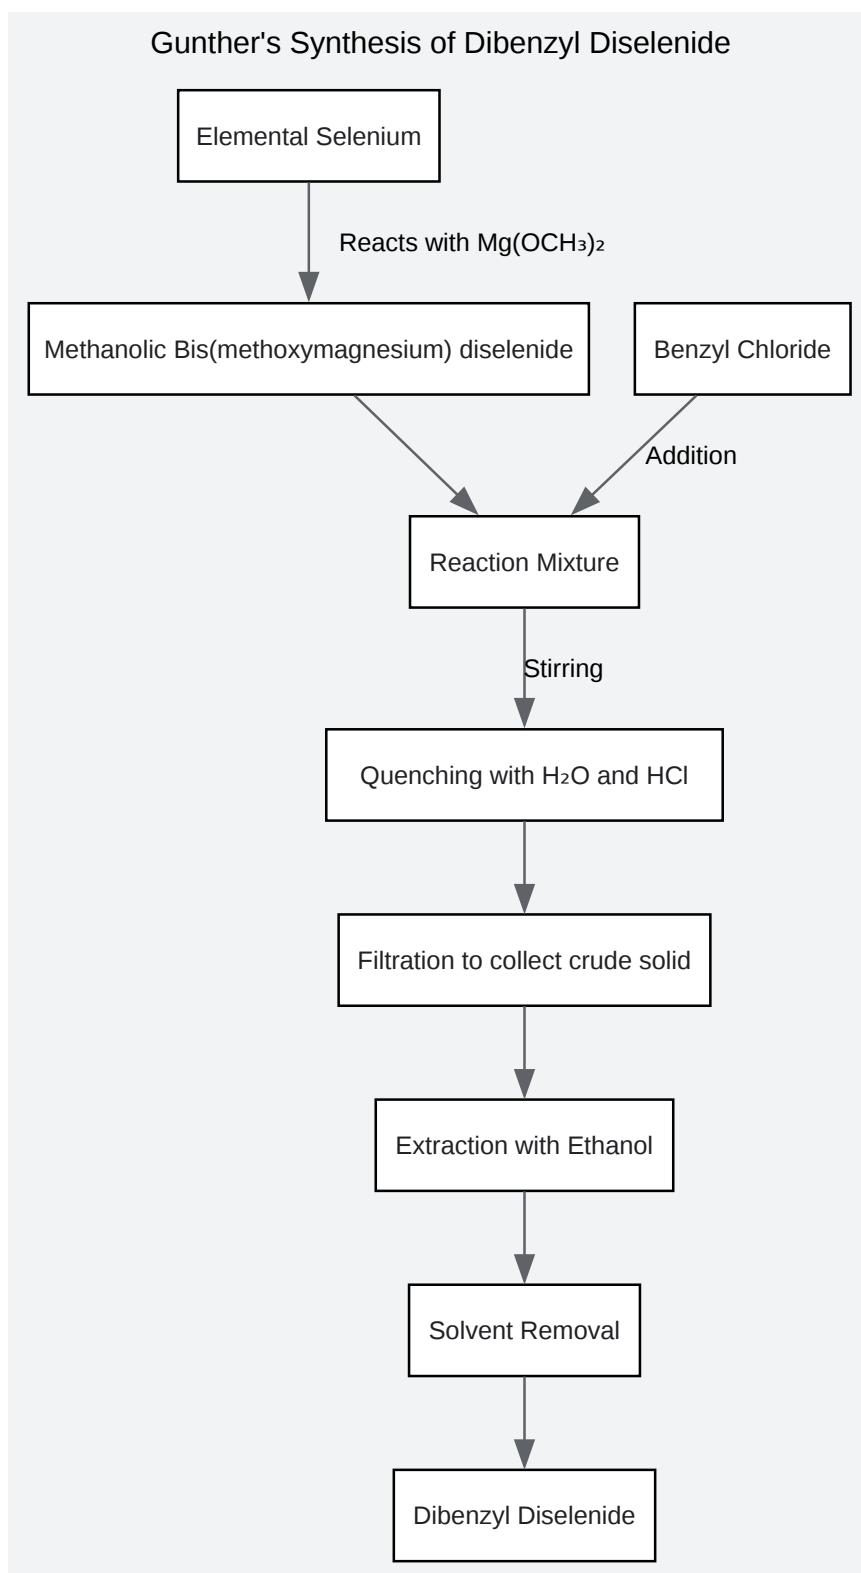 Gunther's Synthesis of Dibenzyl Diselenide
Elemental Selenium
Reacts with Mg(OCH₃)₂
Methanolic Bis(methoxymagnesium) diselenide
Benzyl Chloride
Addition
Reaction Mixture
Stirring
Quenching with H₂O and HCl
Filtration to collect crude solid
Extraction with Ethanol
Solvent Removal
Dibenzyl Diselenide